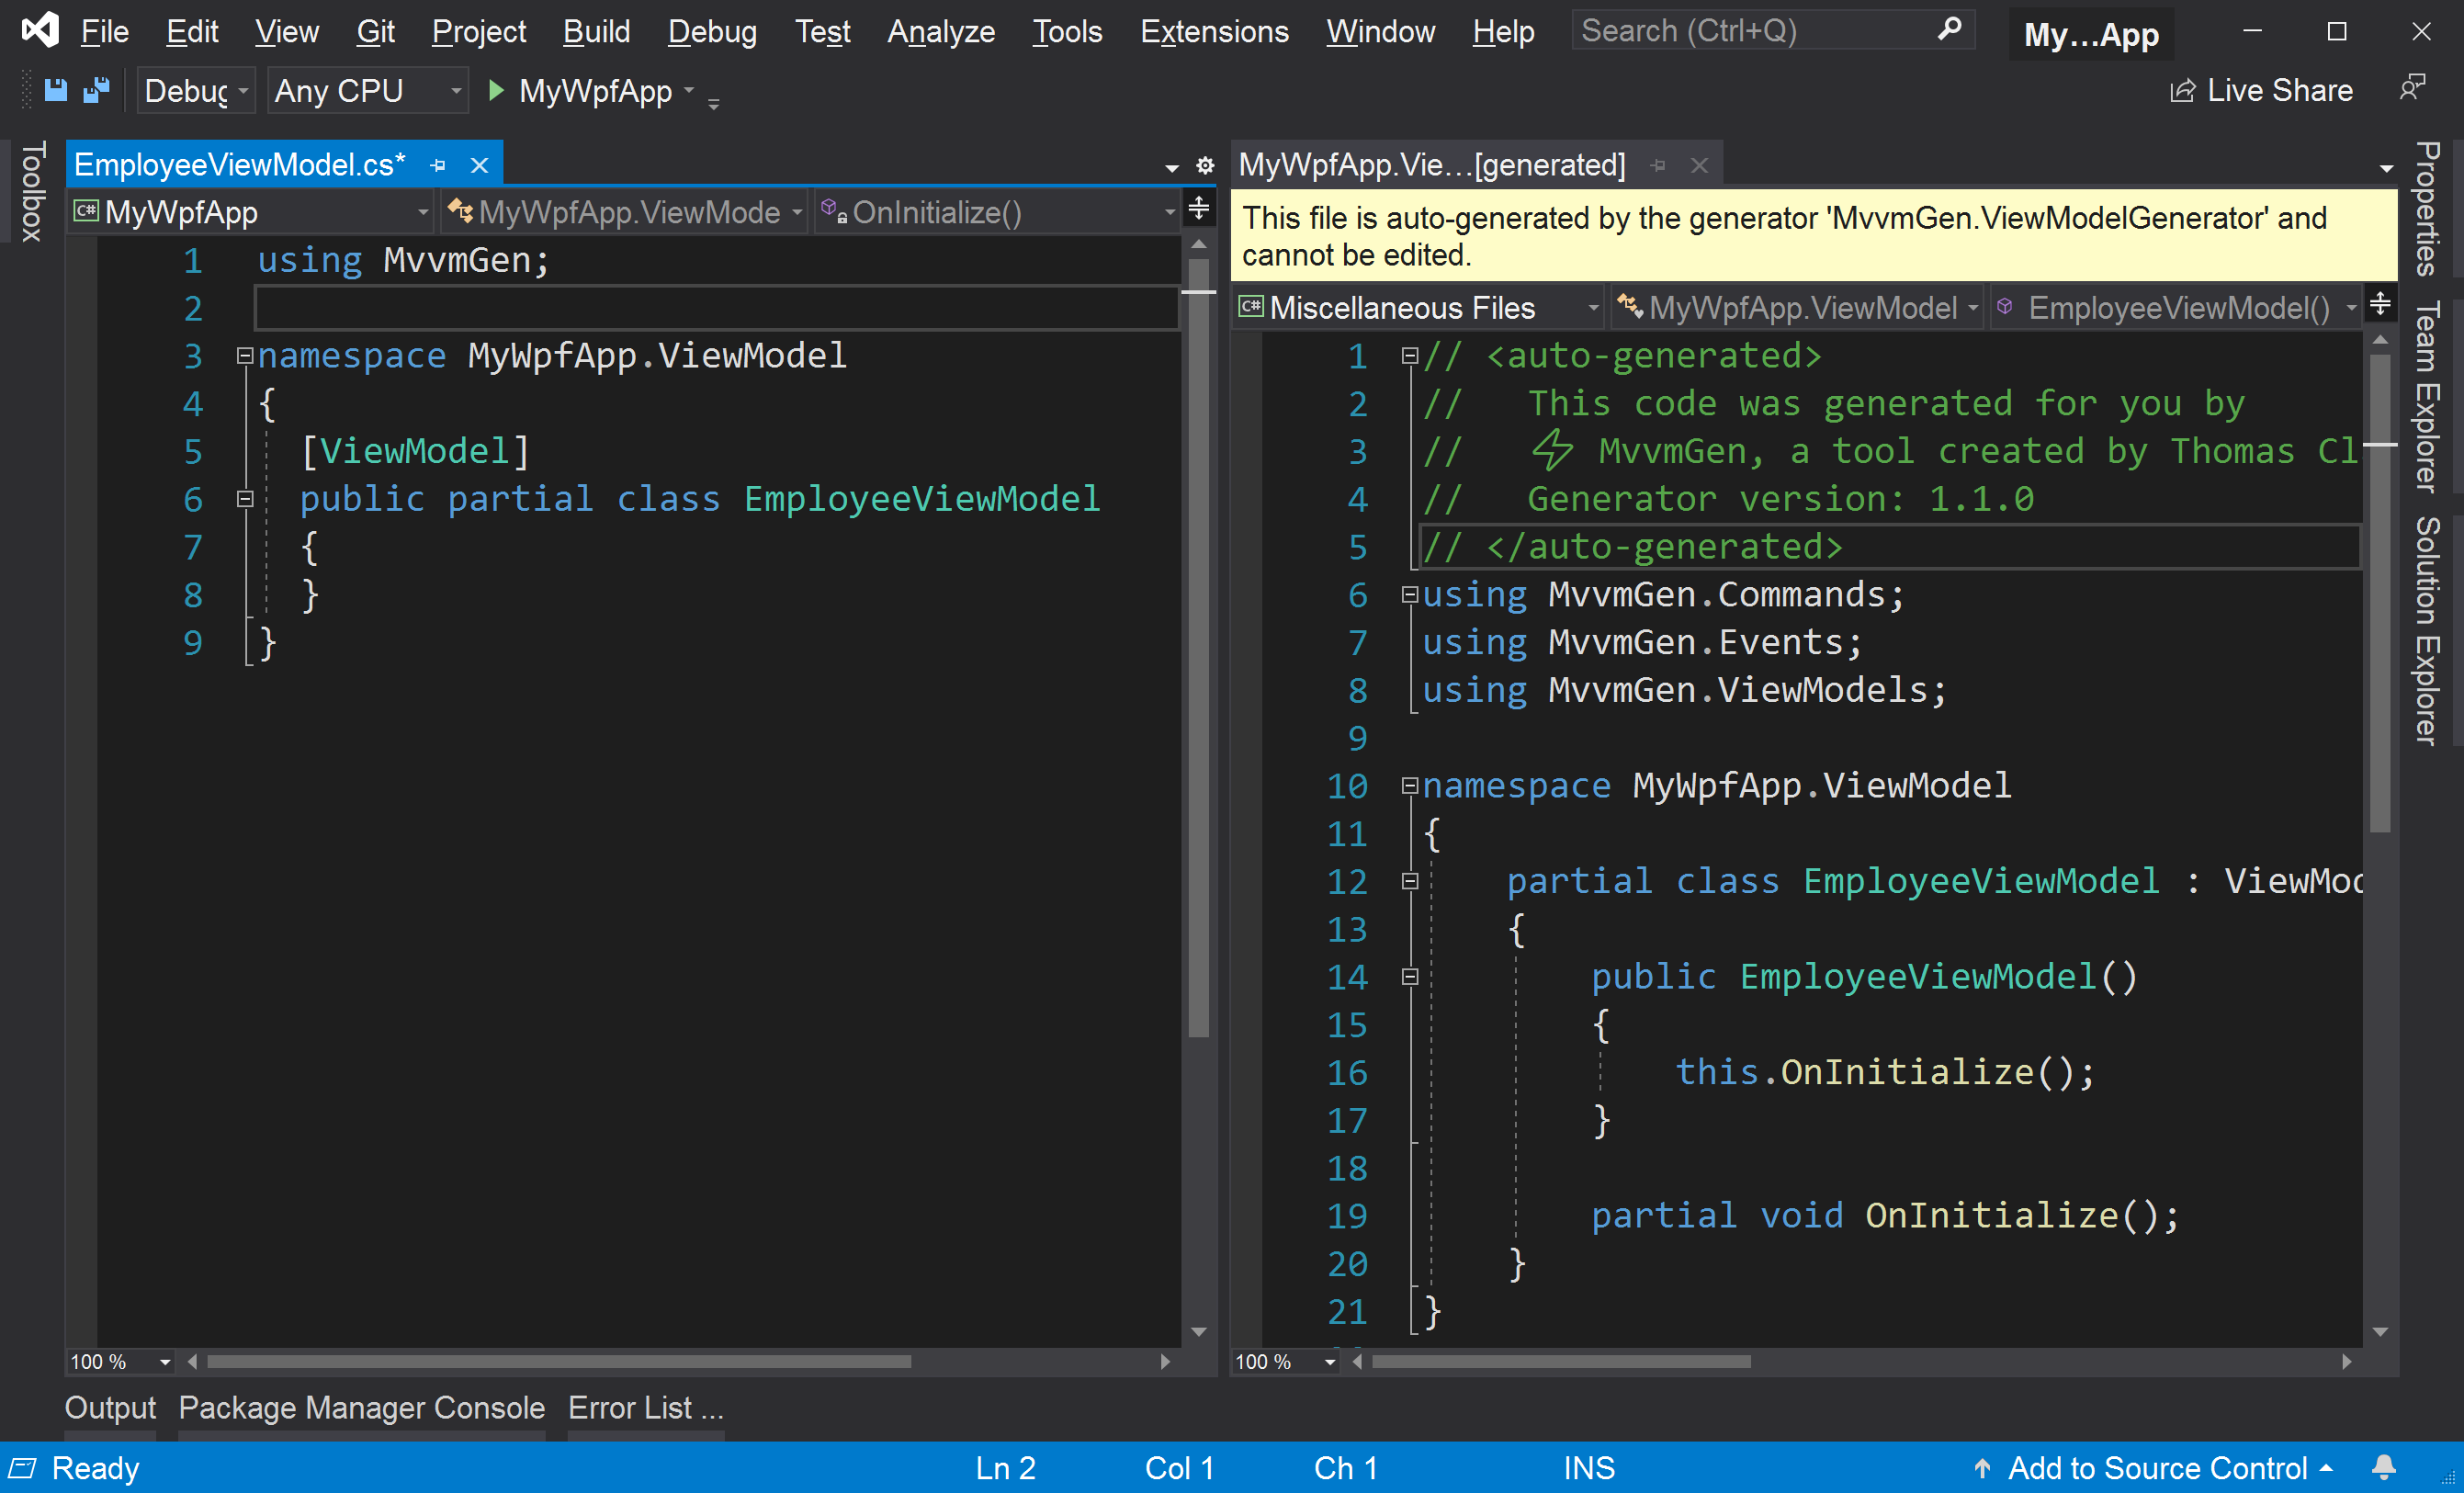 File Edit View Git Project Build Debug Test Analyze Tools Extensions Window Help Search (Ctrl+Q) My...App
Debug Any CPU MyWpfApp Live Share
Toolbox
EmployeeViewModel.cs*
MyWpfApp MyWpfApp.ViewMode OnInitialize()
1 using MvvmGen;
2
3 namespace MyWpfApp.ViewModel
4 {
5 [ViewModel]
6 public partial class EmployeeViewModel
7 {
8 }
9 }
100 %
MyWpfApp.Vie...[generated]
This file is auto-generated by the generator 'MvvmGen.ViewModelGenerator' and
cannot be edited.
C# Miscellaneous Files MyWpfApp.ViewModel EmployeeViewModel()
1 // <auto-generated>
2 // This code was generated for you by
3 // ⚡ MvvmGen, a tool created by Thomas Cl
4 // Generator version: 1.1.0
5 // </auto-generated>
6 using MvvmGen.Commands;
7 using MvvmGen.Events;
8 using MvvmGen.ViewModels;
9
10 namespace MyWpfApp.ViewModel
11 {
12 partial class EmployeeViewModel : ViewMod
13 {
14 public EmployeeViewModel()
15 {
16 this.OnInitialize();
17 }
18
19 partial void OnInitialize();
20 }
21 }
100 %
Properties
Team Explorer
Solution Explorer
Output Package Manager Console Error List ...
Ready Ln 2 Col 1 Ch 1 INS Add to Source Control